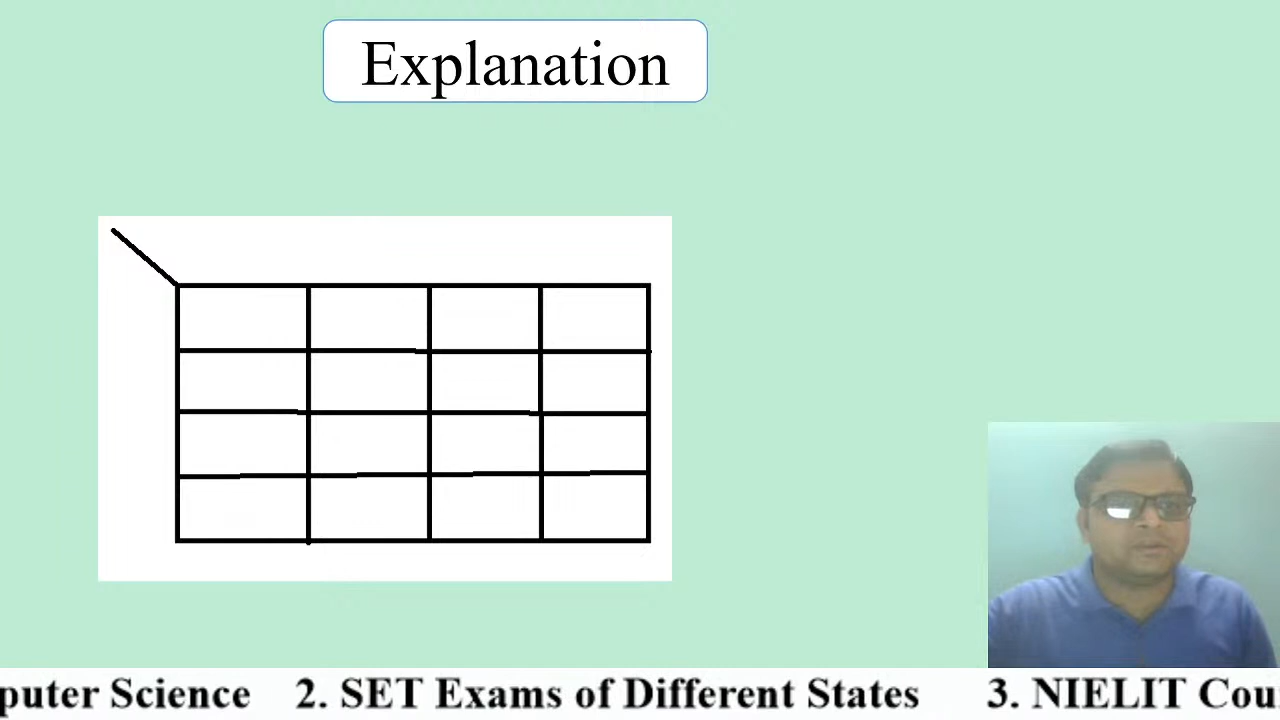 Explanation
puter Science 2. SET Exams of Different States 3. NIELIT Cou